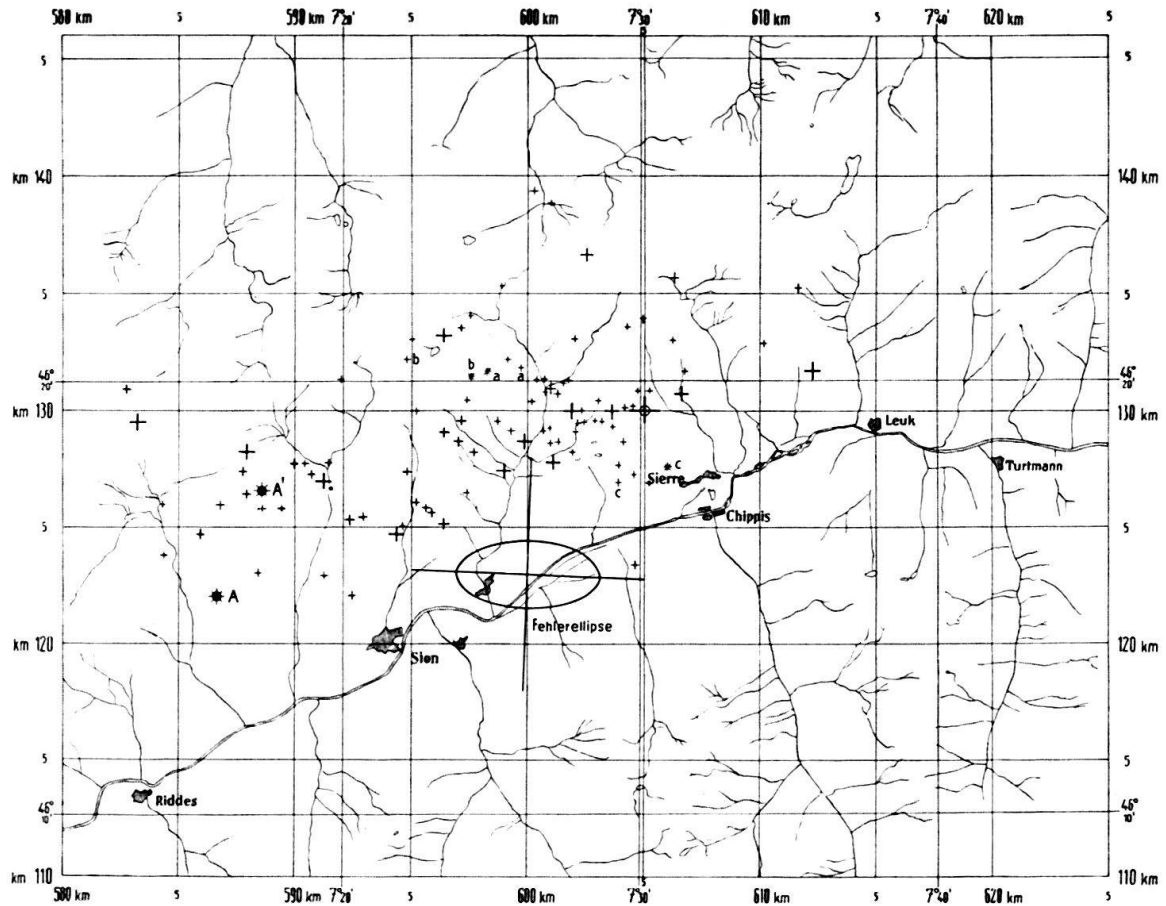 580 km 5 590 km 7°20' 5 600 km 5 7°30' 610 km 5 7°40' 620 km 5
5 5
km 140 140 km
5 5
b b a a
46° 20' 46° 20'
km 130 130 km
Leuk
c
A' Sierre Turtmann
c
5 Chippis 5
A
Fehlerellipse
km 120 120 km
Sion
5 5
Riddes
46° 10' 46° 10'
km 110 110 km
580 km 5 590 km 7°20' 5 600 km 7°30' 610 km 5 7°40' 620 km 5